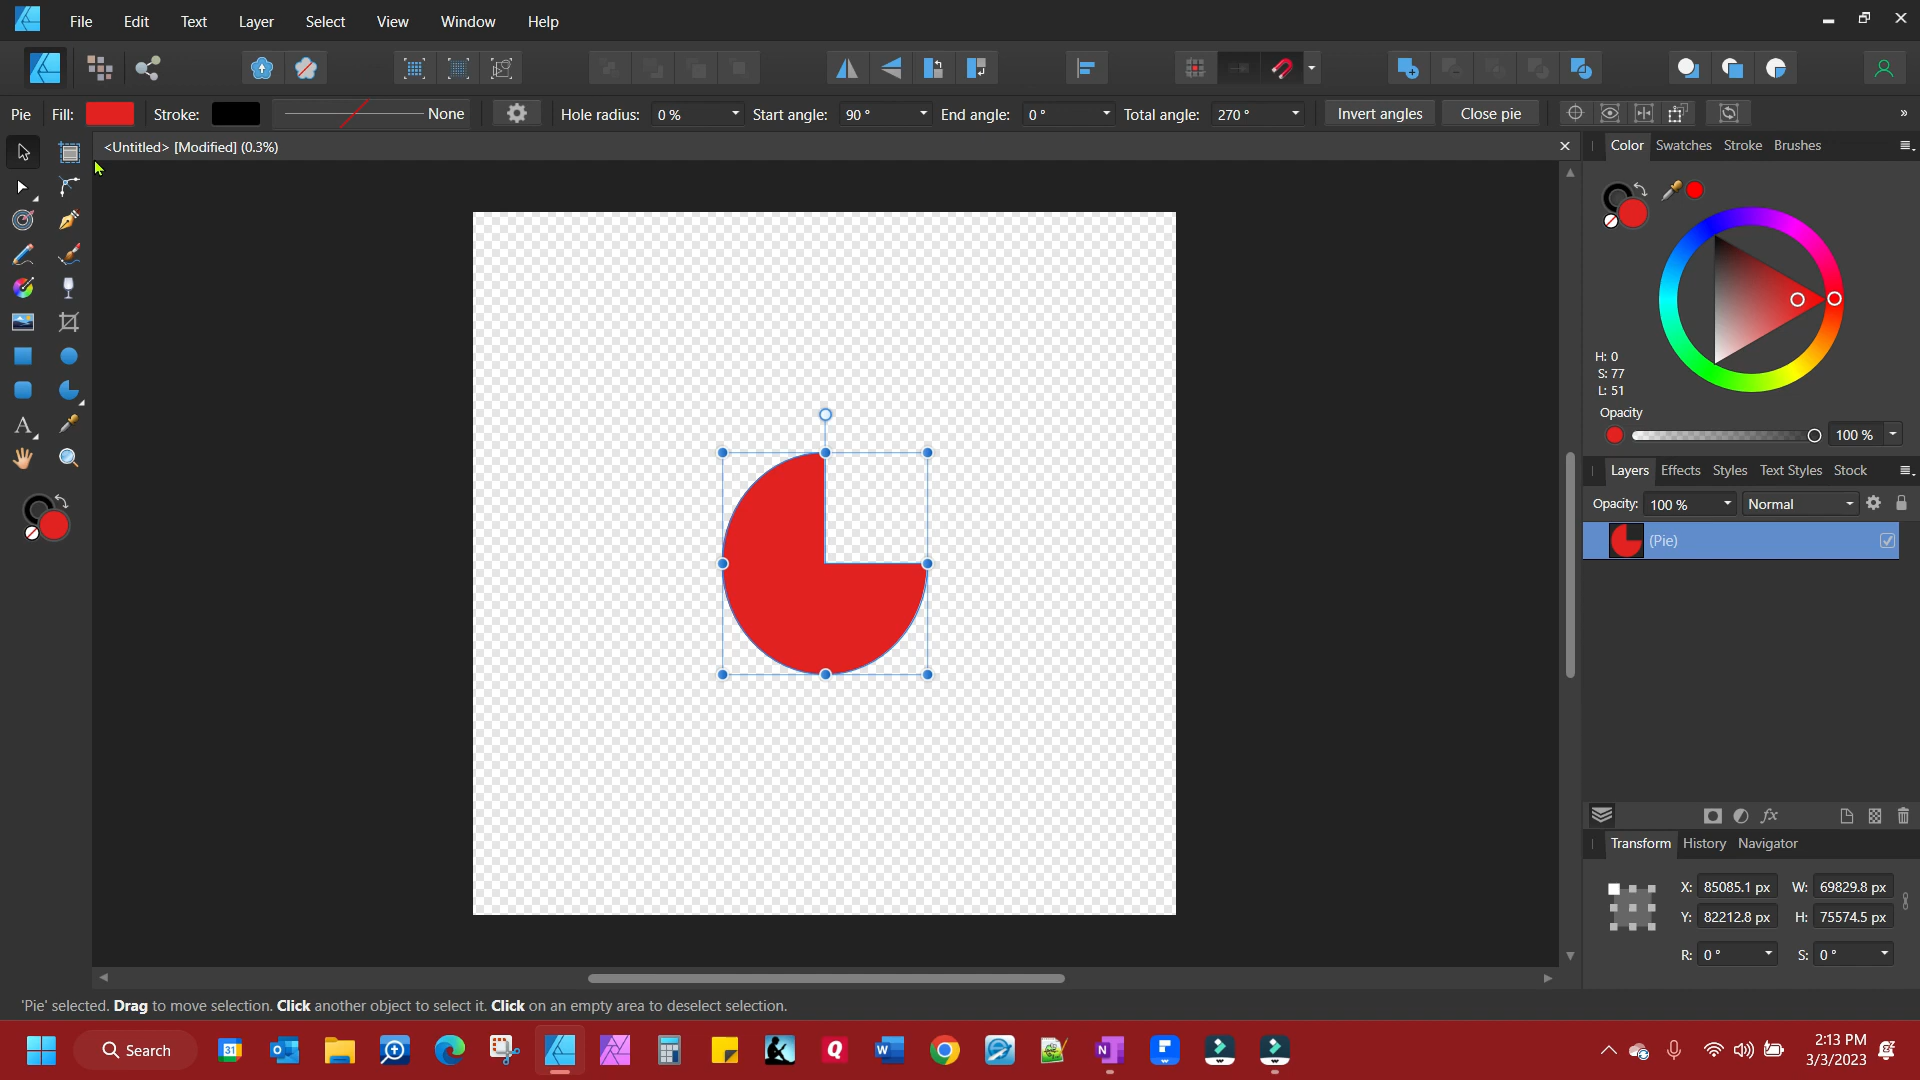 File Edit Text Layer Select View Window Help
Pie Fill: Stroke: None Hole radius: 0 % Start angle: 90 ° End angle: 0 ° Total angle: 270 ° Invert angles Close pie »
<Untitled> [Modified] (0.3%)
Color Swatches Stroke Brushes
H: 0
S: 77
L: 51
Opacity
100 %
Layers Effects Styles Text Styles Stock
Opacity: 100 % Normal
(Pie)
fx
Transform History Navigator
X: 85085.1 px W: 69829.8 px
Y: 82212.8 px H: 75574.5 px
R: 0 ° S: 0 °
'Pie' selected. Drag to move selection. Click another object to select it. Click on an empty area to deselect selection.
Search
31
Q
W
N
2:13 PM
3/3/2023